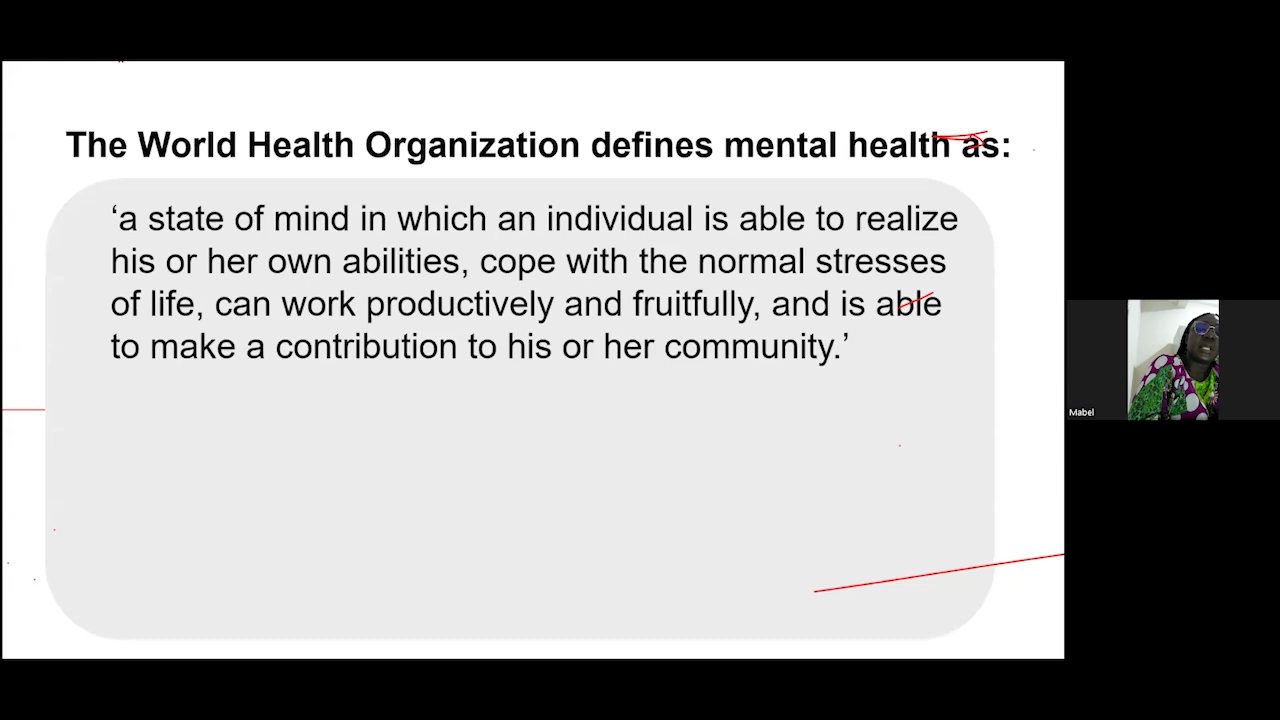 The World Health Organization defines mental health as:
‘a state of mind in which an individual is able to realize
his or her own abilities, cope with the normal stresses
of life, can work productively and fruitfully, and is able
to make a contribution to his or her community.’
Mabel